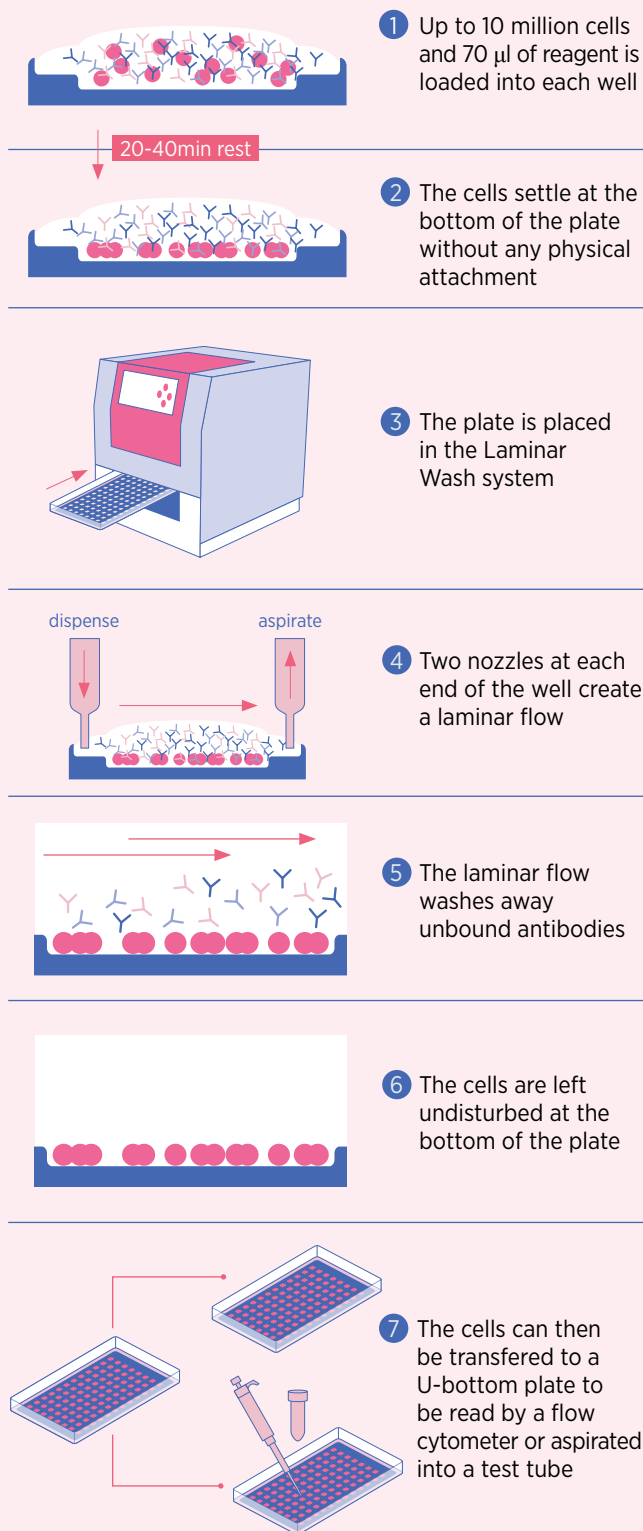 1 Up to 10 million cells
and 70 μl of reagent is
loaded into each well
20-40min rest
2 The cells settle at the
bottom of the plate
without any physical
attachment
3 The plate is placed
in the Laminar
Wash system
dispense
aspirate
4 Two nozzles at each
end of the well create
a laminar flow
5 The laminar flow
washes away
unbound antibodies
6 The cells are left
undisturbed at the
bottom of the plate
7 The cells can then
be transfered to a
U-bottom plate to
be read by a flow
cytometer or aspirated
into a test tube